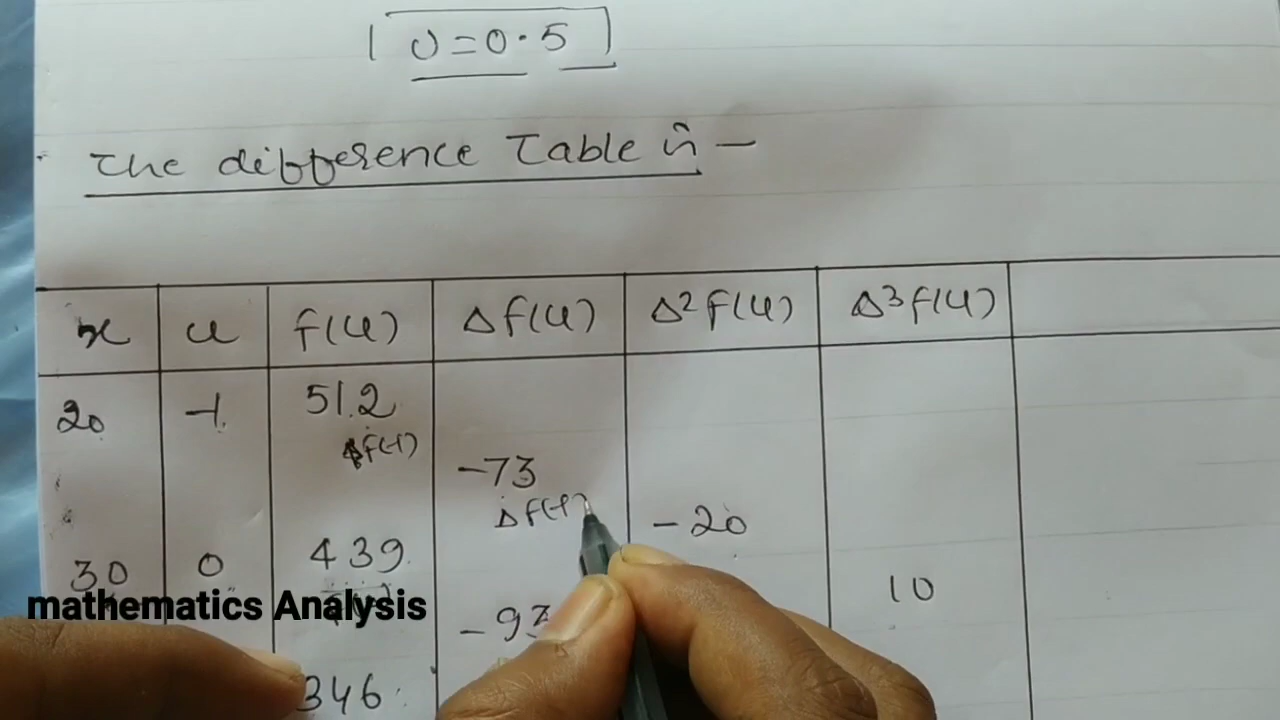 U=0.5
The difference Table is -
x u f(u) Δf(u) Δ²f(u) Δ³f(u)
20 -1 512
f(-1)
-73
Δf(-1)
-20
30 0 439
10
mathematics Analysis
-93
346